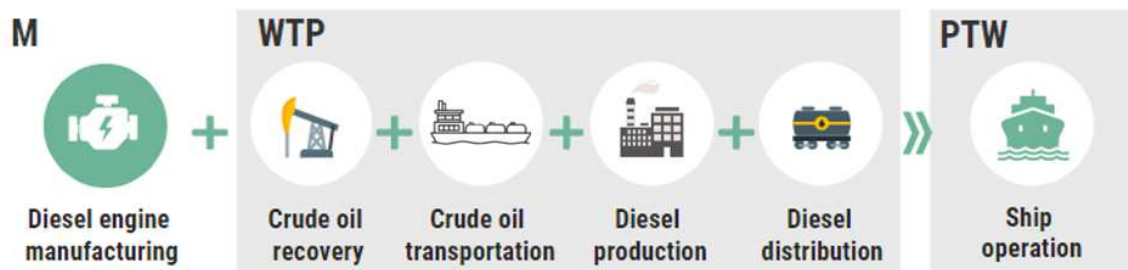 M
WTP
PTW
Diesel engine
manufacturing
Crude oil
recovery
Crude oil
transportation
Diesel
production
Diesel
distribution
Ship
operation